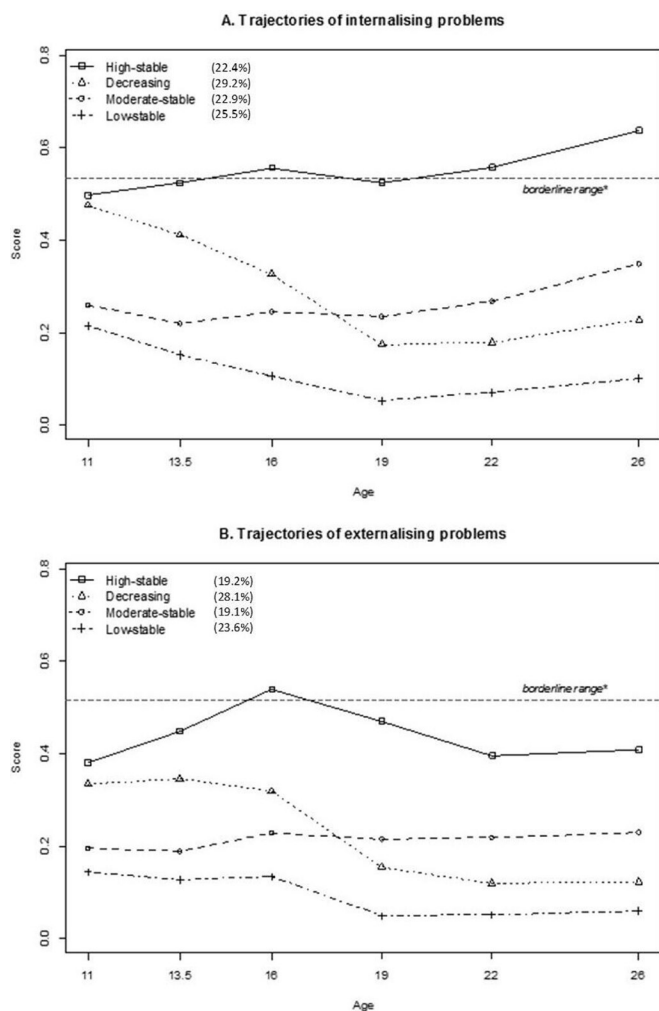 A. Trajectories of internalising problems
0.8
High-stable (22.4%)
Decreasing (29.2%)
Moderate-stable (22.9%)
Low-stable (25.5%)
0.6
borderline range*
Score
0.4
0.2
0.0
11 13.5 16 19 22 26
Age
B. Trajectories of externalising problems
0.8
High-stable (19.2%)
Decreasing (28.1%)
Moderate-stable (19.1%)
Low-stable (23.6%)
0.6
borderline range*
Score
0.4
0.2
0.0
11 13.5 16 19 22 26
Age